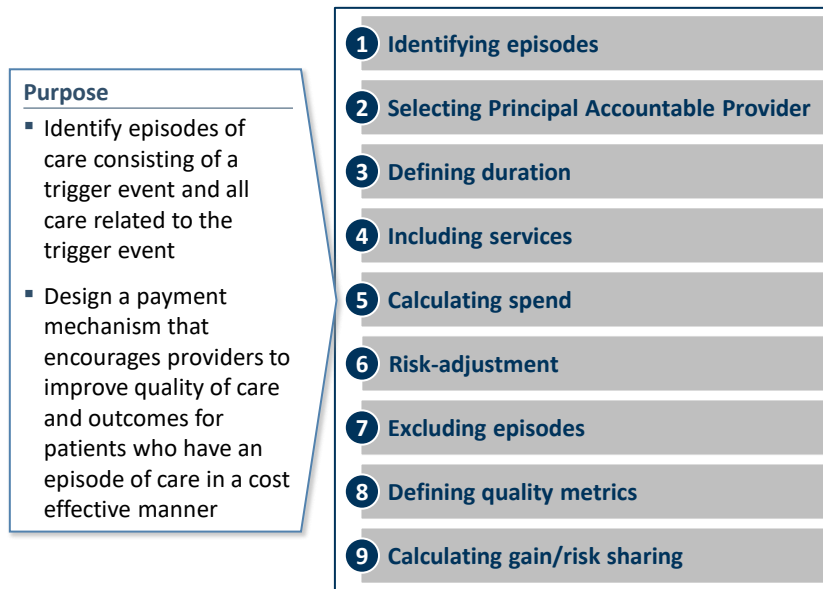 Purpose
▪ Identify episodes of
care consisting of a
trigger event and all
care related to the
trigger event
▪ Design a payment
mechanism that
encourages providers to
improve quality of care
and outcomes for
patients who have an
episode of care in a cost
effective manner
1 Identifying episodes
2 Selecting Principal Accountable Provider
3 Defining duration
4 Including services
5 Calculating spend
6 Risk-adjustment
7 Excluding episodes
8 Defining quality metrics
9 Calculating gain/risk sharing